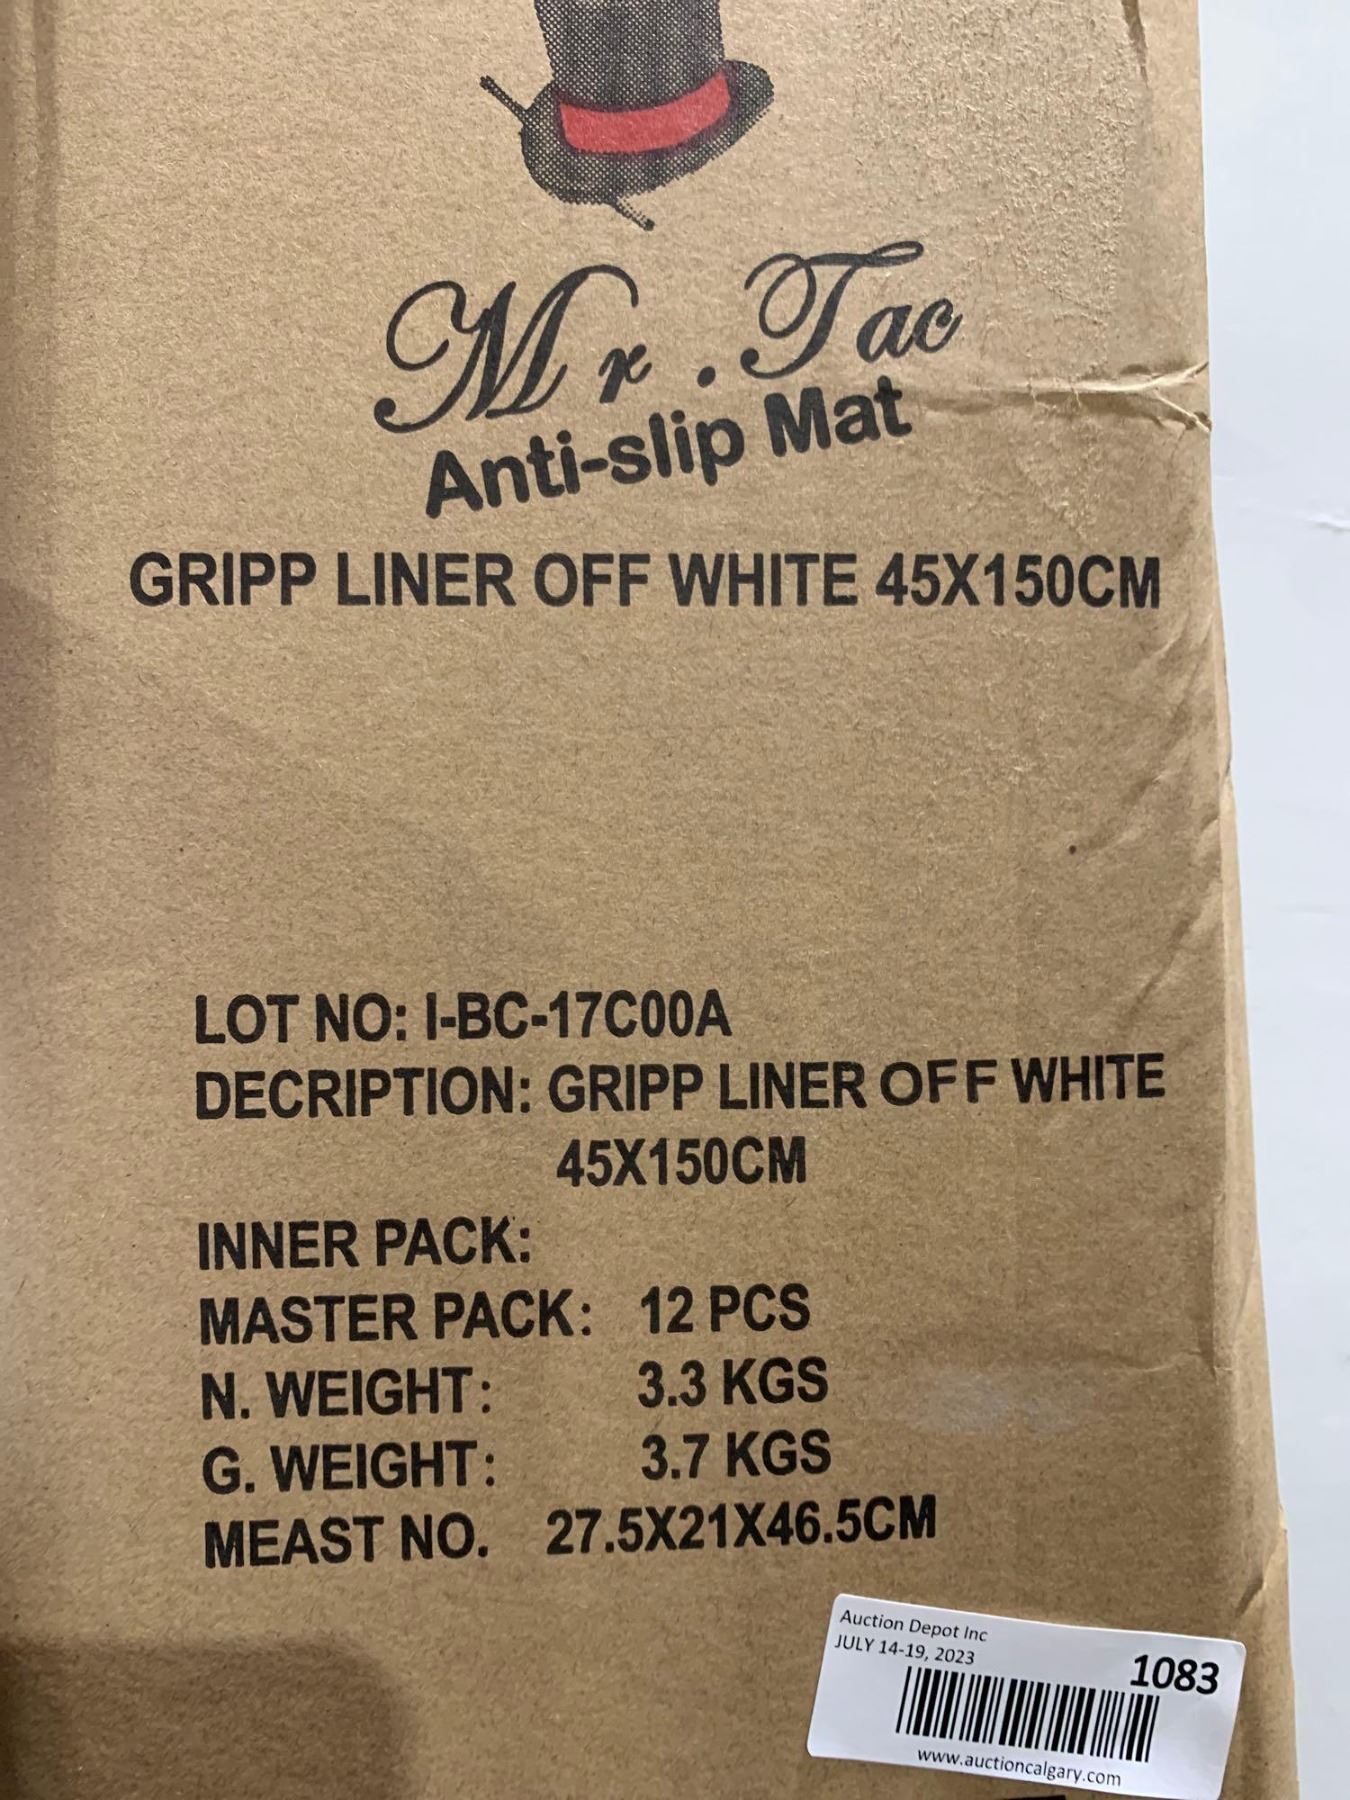 Mr. Tac
Anti-slip Mat
GRIPP LINER OFF WHITE 45X150CM
LOT NO: I-BC-17C00A
DECRIPTION: GRIPP LINER OFF WHITE
45X150CM
INNER PACK:
MASTER PACK: 12 PCS
N. WEIGHT: 3.3 KGS
G. WEIGHT: 3.7 KGS
MEAST NO. 27.5X21X46.5CM
Auction Depot Inc
JULY 14-19, 2023
1083
www.auctioncalgary.com